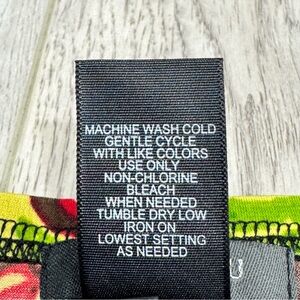 MACHINE WASH COLD
GENTLE CYCLE
WITH LIKE COLORS
USE ONLY
NON-CHLORINE
BLEACH
WHEN NEEDED
TUMBLE DRY LOW
IRON ON
LOWEST SETTING
AS NEEDED